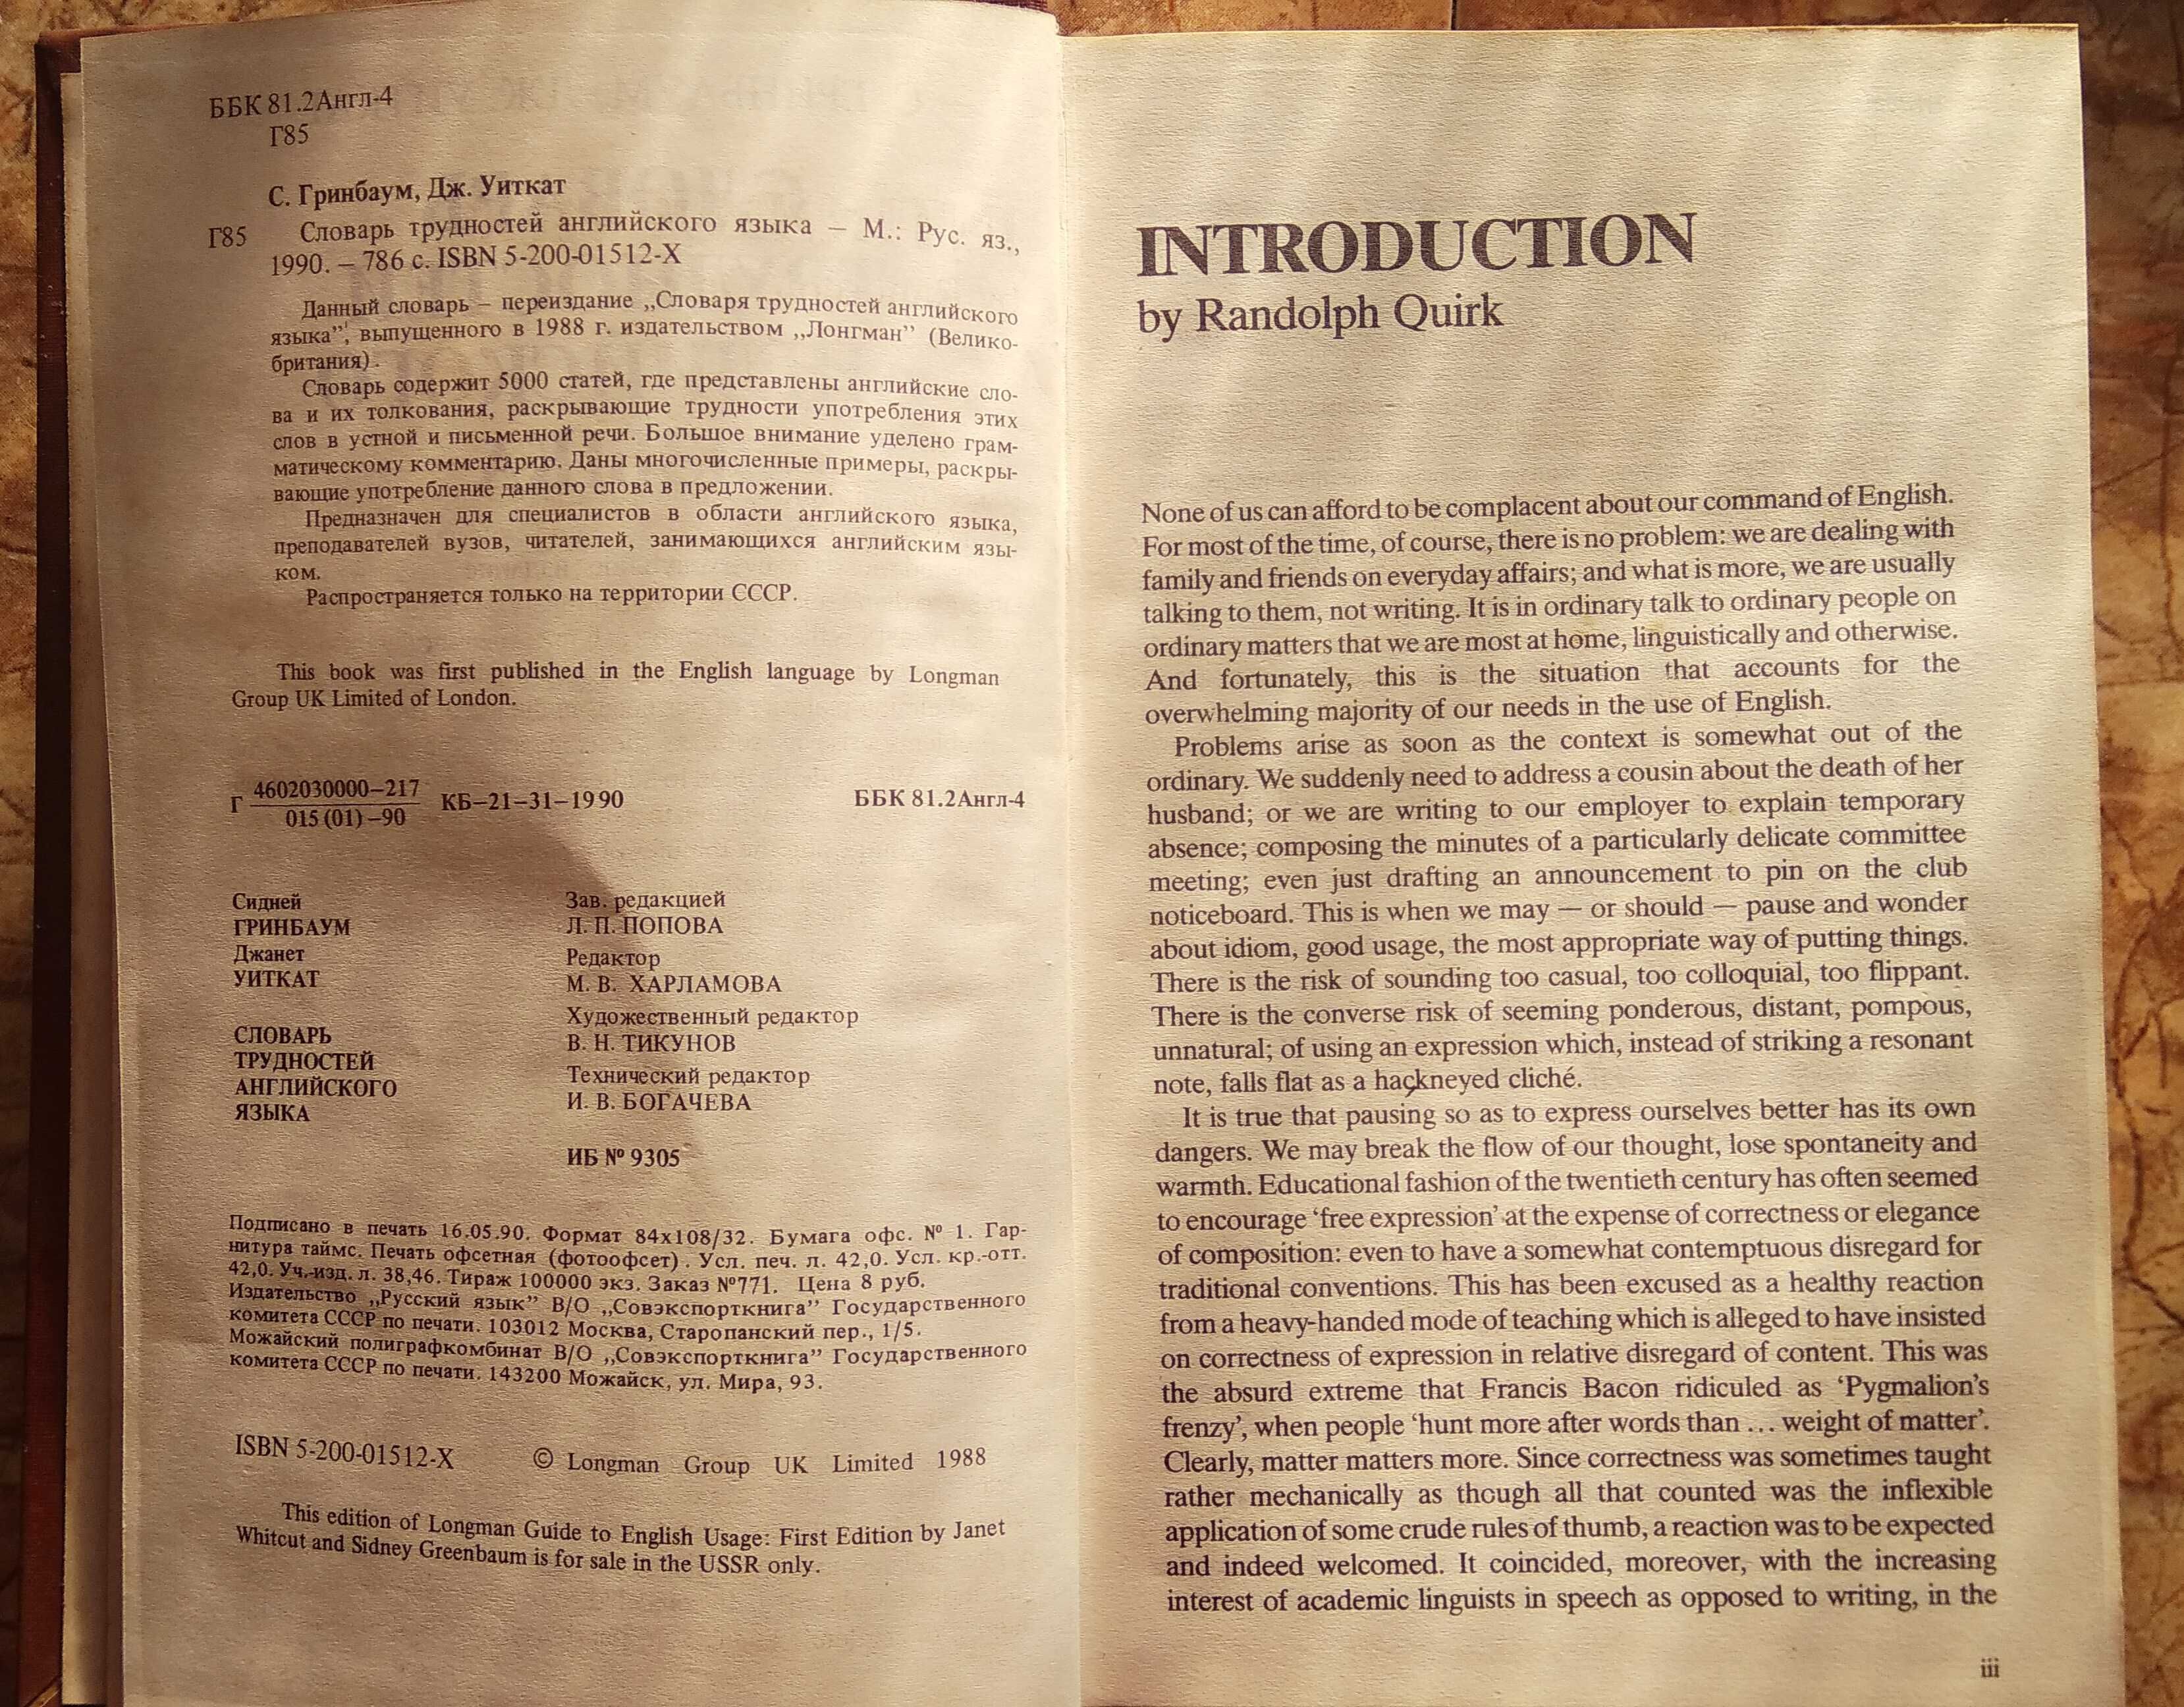 ББК 81.2Англ-4
Г85
С. Гринбаум, Дж. Уиткат
Г85 Словарь трудностей английского языка — М.: Рус. яз.,
1990. — 786 с. ISBN 5-200-01512-X
Данный словарь — переиздание „Словаря трудностей английского
языка”, выпущенного в 1988 г. издательством „Лонгман” (Велико-
британия).
Словарь содержит 5000 статей, где представлены английские сло-
ва и их толкования, раскрывающие трудности употребления этих
слов в устной и письменной речи. Большое внимание уделено грам-
матическому комментарию. Даны многочисленные примеры, раскры-
вающие употребление данного слова в предложении.
Предназначен для специалистов в области английского языка,
преподавателей вузов, читателей, занимающихся английским язы-
ком.
Распространяется только на территории СССР.
This book was first published in the English language by Longman
Group UK Limited of London.
Г 4602030000—217
015(01)—90 КБ—21—31—1990 ББК 81.2Англ-4
Сидней
ГРИНБАУМ
Джанет
УИТКАТ
СЛОВАРЬ
ТРУДНОСТЕЙ
АНГЛИЙСКОГО
ЯЗЫКА
Зав. редакцией
Л. П. ПОПОВА
Редактор
М. В. ХАРЛАМОВА
Художественный редактор
В. Н. ТИКУНОВ
Технический редактор
И. В. БОГАЧЕВА
ИБ № 9305
Подписано в печать 16.05.90. Формат 84x108/32. Бумага офс. № 1. Гар-
нитура таймс. Печать офсетная (фотоофсет). Усл. печ. л. 42,0. Усл. кр.-отт.
42,0. Уч.-изд. л. 38,46. Тираж 100000 экз. Заказ №771. Цена 8 руб.
Издательство „Русский язык” В/О „Совэкспорткнига” Государственного
комитета СССР по печати. 103012 Москва, Старопанский пер., 1/5.
Можайский полиграфкомбинат В/О „Совэкспорткнига” Государственного
комитета СССР по печати. 143200 Можайск, ул. Мира, 93.
ISBN 5-200-01512-X © Longman Group UK Limited 1988
This edition of Longman Guide to English Usage: First Edition by Janet
Whitcut and Sidney Greenbaum is for sale in the USSR only.
INTRODUCTION
by Randolph Quirk
None of us can afford to be complacent about our command of English.
For most of the time, of course, there is no problem: we are dealing with
family and friends on everyday affairs; and what is more, we are usually
talking to them, not writing. It is in ordinary talk to ordinary people on
ordinary matters that we are most at home, linguistically and otherwise.
And fortunately, this is the situation that accounts for the
overwhelming majority of our needs in the use of English.
Problems arise as soon as the context is somewhat out of the
ordinary. We suddenly need to address a cousin about the death of her
husband; or we are writing to our employer to explain temporary
absence; composing the minutes of a particularly delicate committee
meeting; even just drafting an announcement to pin on the club
noticeboard. This is when we may — or should — pause and wonder
about idiom, good usage, the most appropriate way of putting things.
There is the risk of sounding too casual, too colloquial, too flippant.
There is the converse risk of seeming ponderous, distant, pompous,
unnatural; of using an expression which, instead of striking a resonant
note, falls flat as a hackneyed cliché.
It is true that pausing so as to express ourselves better has its own
dangers. We may break the flow of our thought, lose spontaneity and
warmth. Educational fashion of the twentieth century has often seemed
to encourage ‘free expression’ at the expense of correctness or elegance
of composition: even to have a somewhat contemptuous disregard for
traditional conventions. This has been excused as a healthy reaction
from a heavy-handed mode of teaching which is alleged to have insisted
on correctness of expression in relative disregard of content. This was
the absurd extreme that Francis Bacon ridiculed as ‘Pygmalion’s
frenzy’, when people ‘hunt more after words than ... weight of matter’.
Clearly, matter matters more. Since correctness was sometimes taught
rather mechanically as though all that counted was the inflexible
application of some crude rules of thumb, a reaction was to be expected
and indeed welcomed. It coincided, moreover, with the increasing
interest of academic linguists in speech as opposed to writing, in the
iii